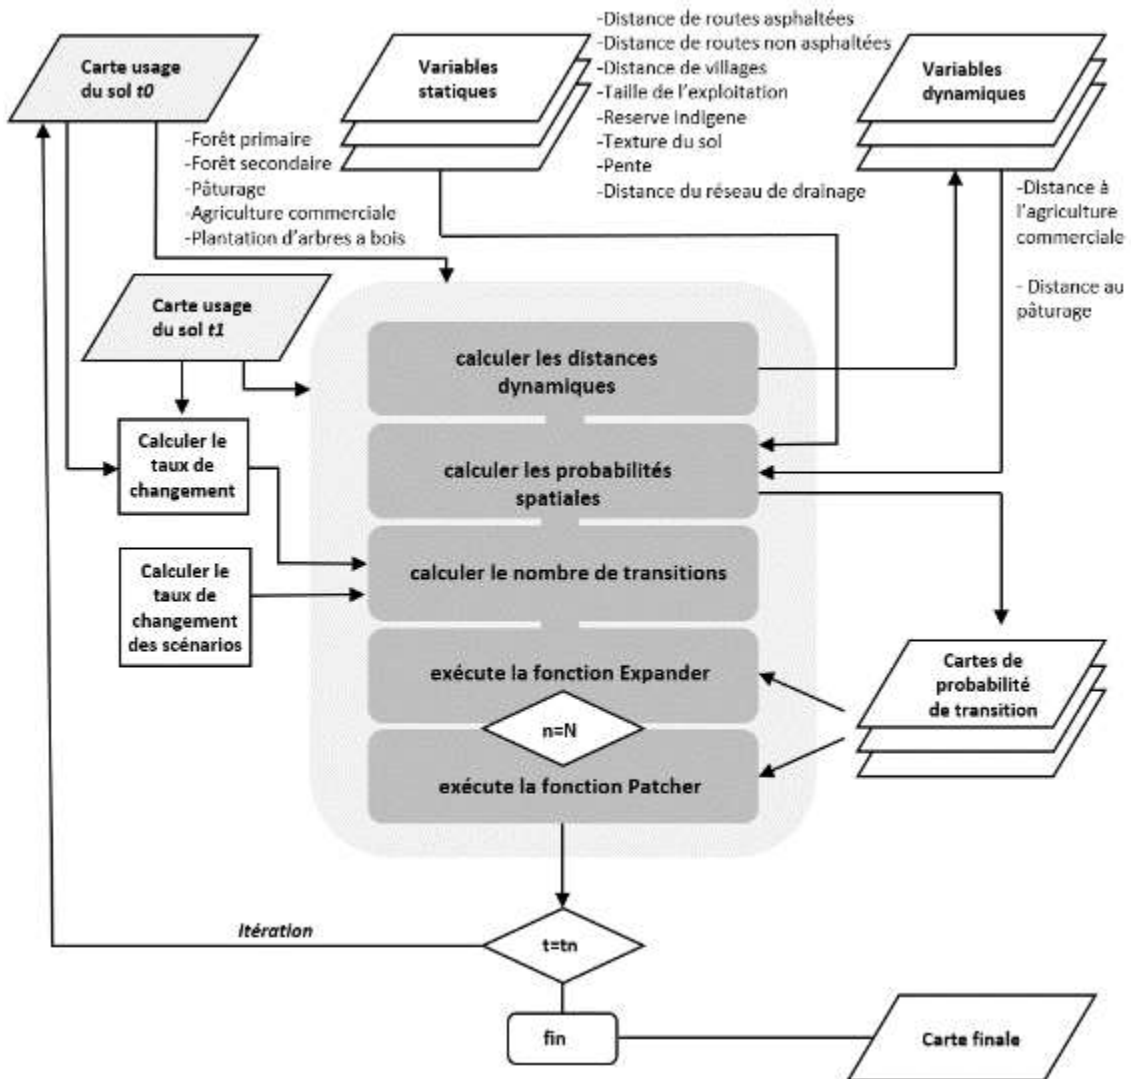 Carte usage
du sol t0
Variables
statiques
-Distance de routes asphaltées
-Distance de routes non asphaltées
-Distance de villages
-Taille de l'exploitation
-Reserve indigene
-Texture du sol
-Pente
-Distance du réseau de drainage
Variables
dynamiques
-Forêt primaire
-Forêt secondaire
-Pâturage
-Agriculture commerciale
-Plantation d'arbres a bois
-Distance à
l'agriculture
commerciale
- Distance au
pâturage
Carte usage
du sol t1
calculer les distances
dynamiques
Calculer le
taux de
changement
calculer les probabilités
spatiales
Calculer le
taux de
changement
des scénarios
calculer le nombre de transitions
exécute la fonction Expander
n=N
Cartes de
probabilité
de transition
exécute la fonction Patcher
Itération
t=tn
fin
Carte finale